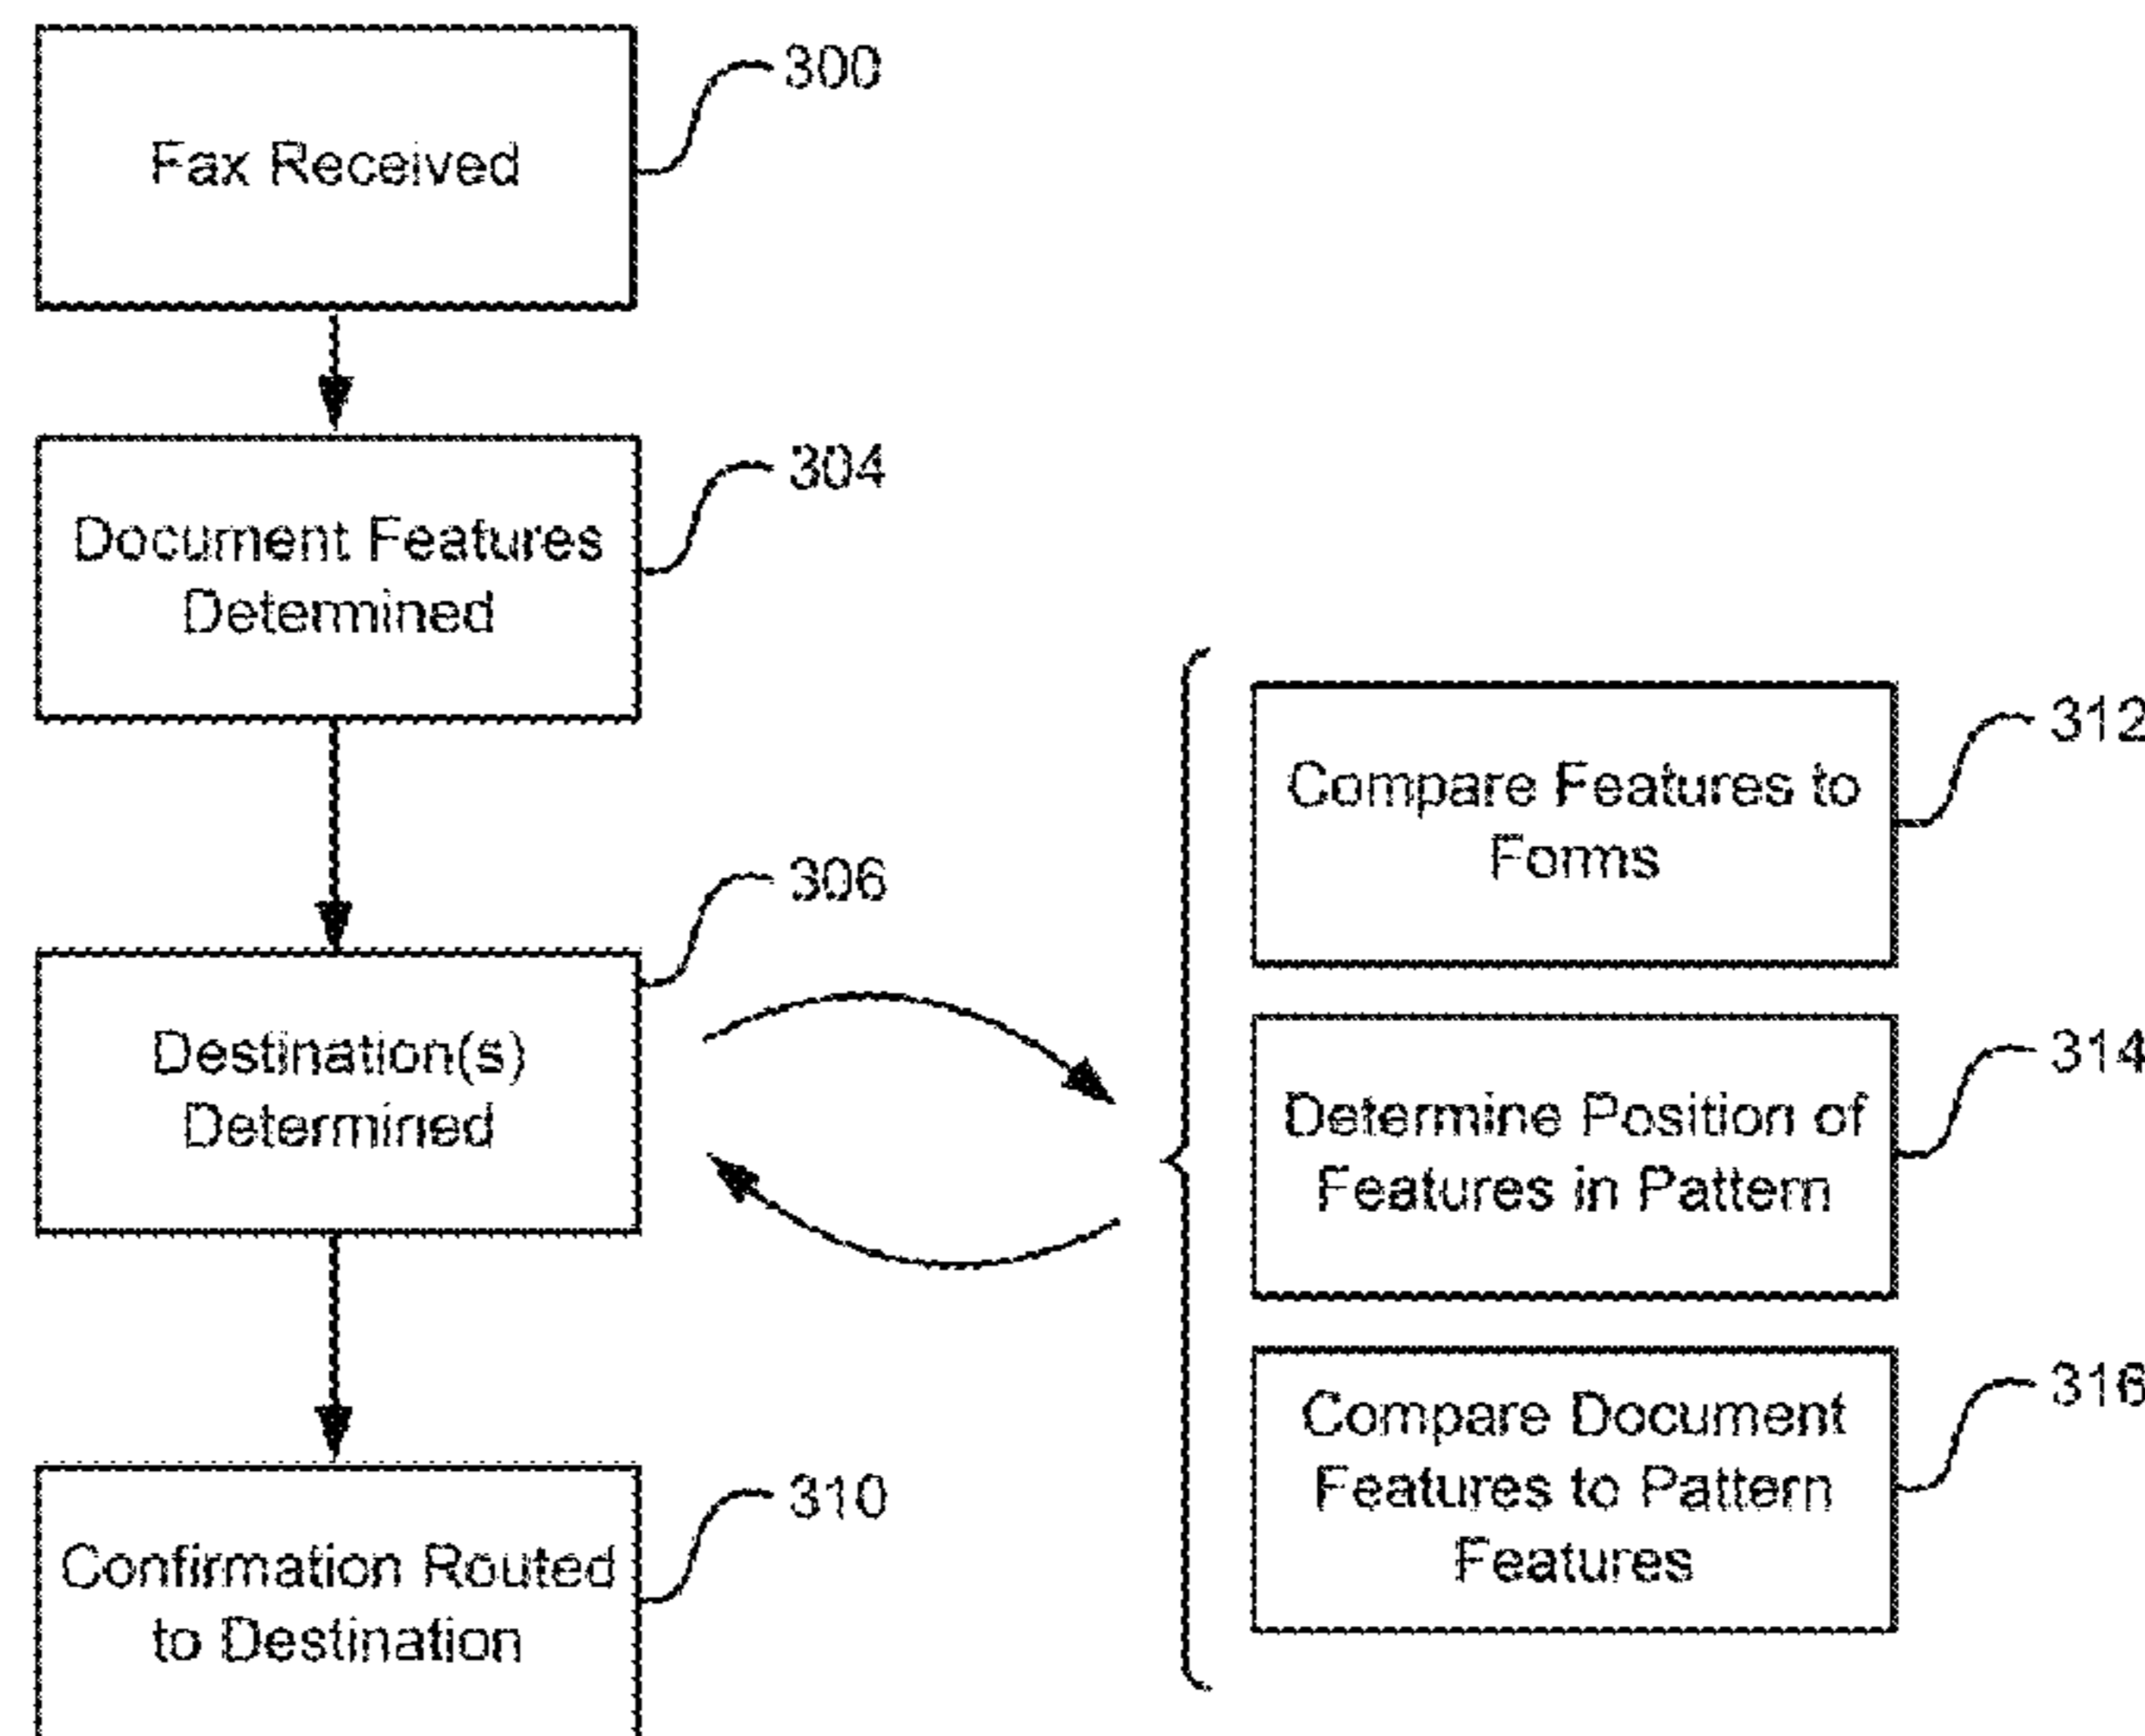 Fax Received
300
Document Features
Determined
304
Destination(s)
Determined
306
Confirmation Routed
to Destination
310
Compare Features to
Forms
312
Determine Position of
Features in Pattern
314
Compare Document
Features to Pattern
Features
316